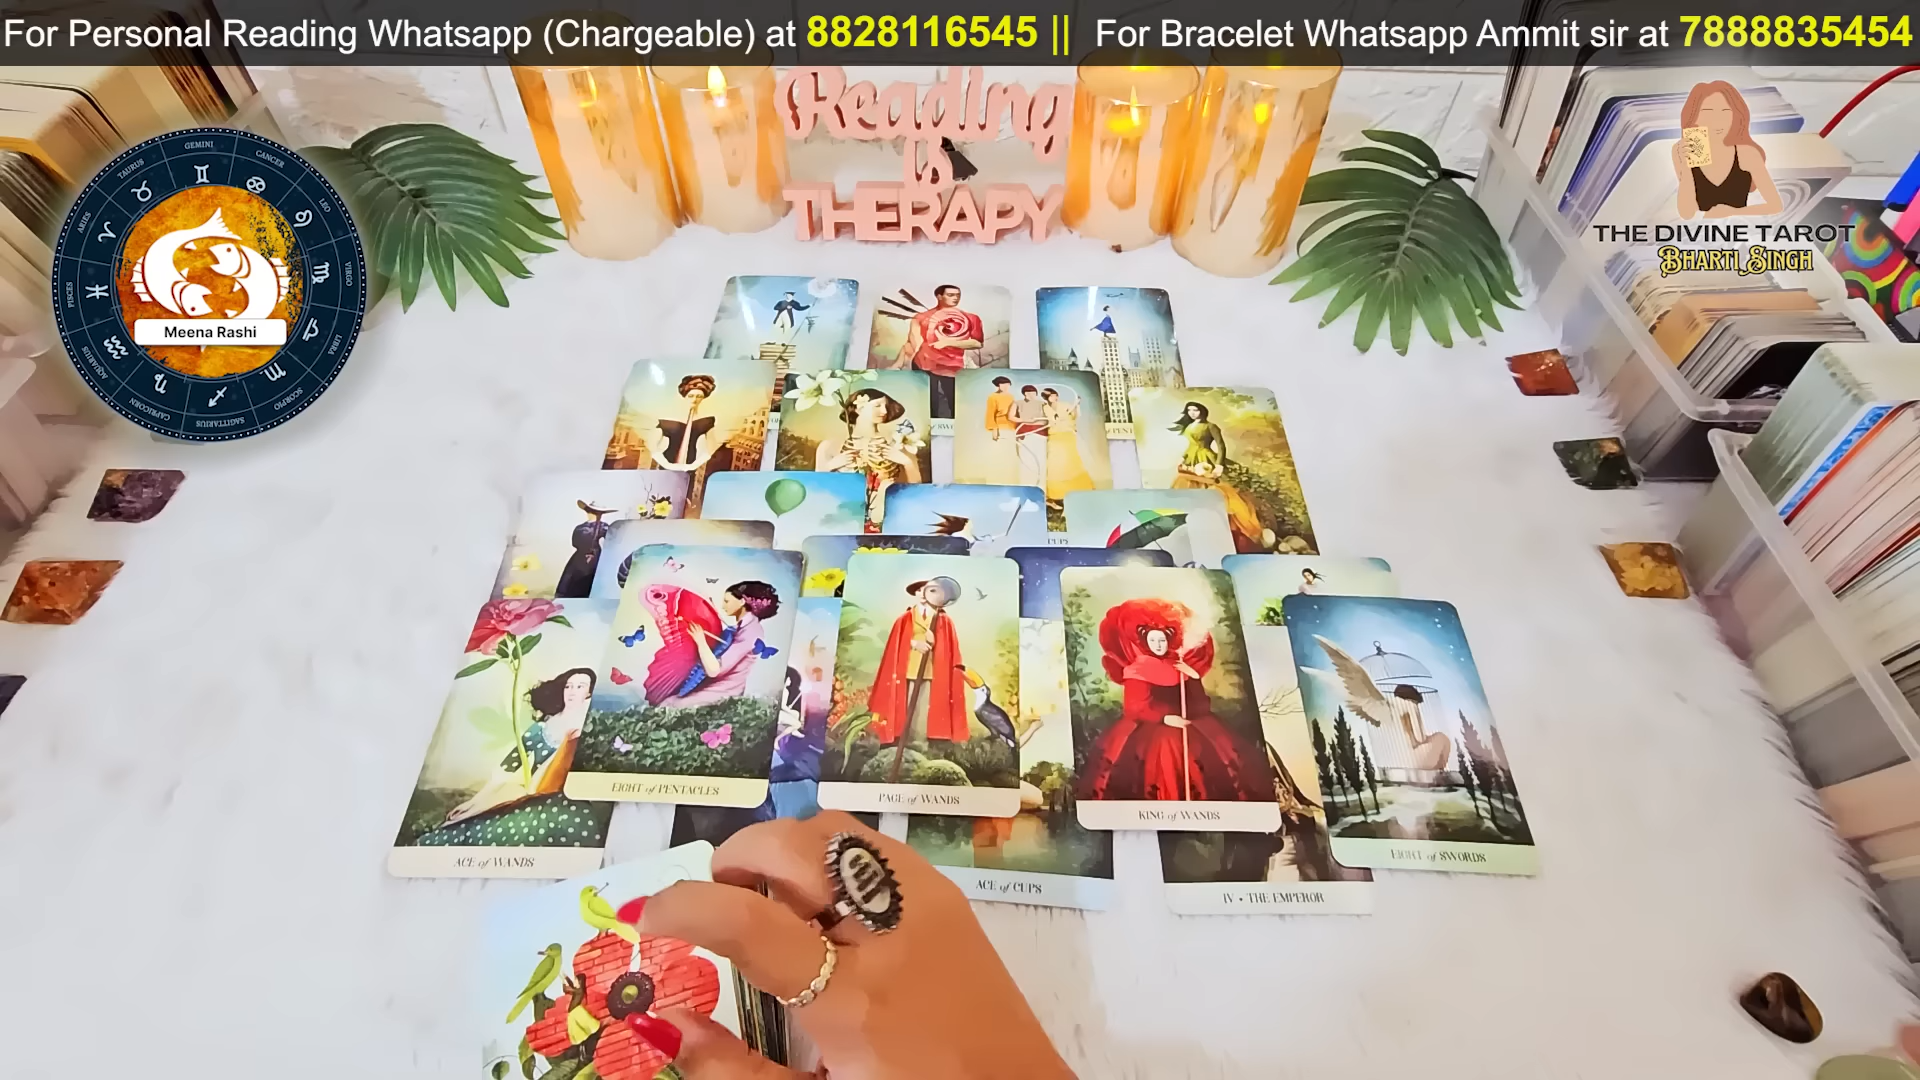 For Personal Reading Whatsapp (Chargeable) at 8828116545 || For Bracelet Whatsapp Ammit sir at 7888835454
Reading
is
THERAPY
THE DIVINE TAROT
BHARTI SINGH
GEMINI
CANCER
LEO
VIRGO
LIBRA
SCORPIO
SAGITTARIUS
CAPRICORN
AQUARIUS
PISCES
ARIES
TAURUS
Meena Rashi
CUPS
EIGHT of PENTACLES
PAGE of WANDS
KING of WANDS
EIGHT of SWORDS
ACE of WANDS
ACE of CUPS
IV • THE EMPEROR